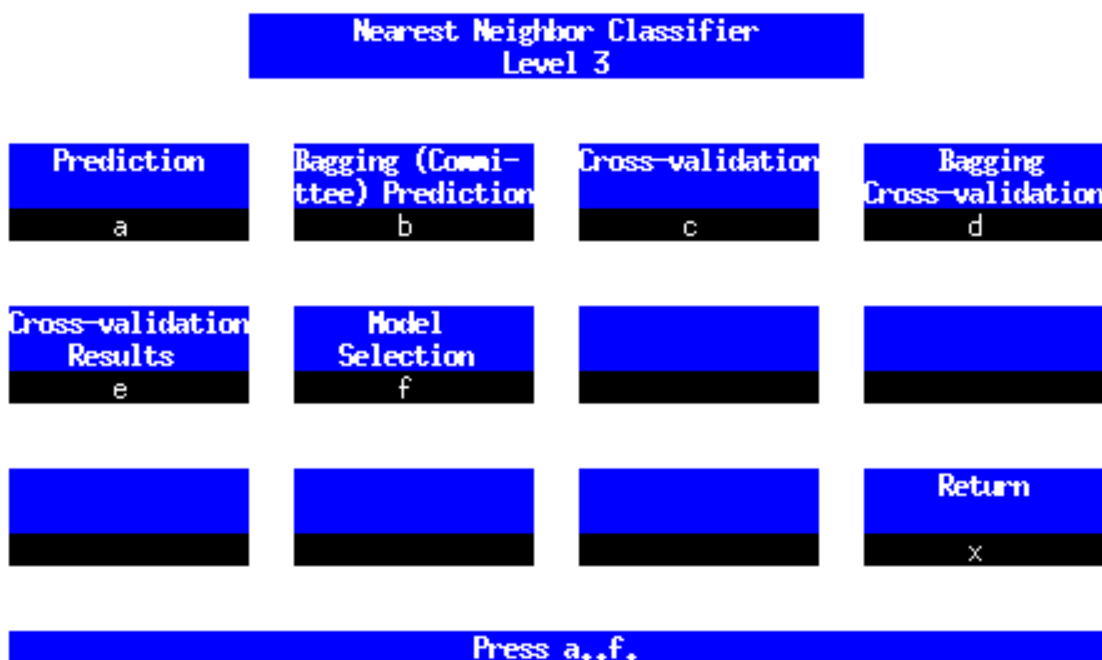 Nearest Neighbor Classifier
Level 3
Prediction
a
Bagging (Commi-
ttee) Prediction
b
Cross-validation
c
Bagging
Cross-validation
d
Cross-validation
Results
e
Model
Selection
f
Return
x
Press a..f.